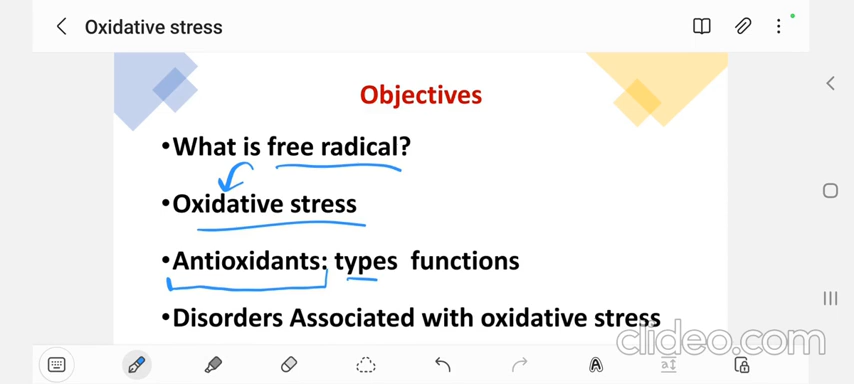 Oxidative stress
Objectives
•What is free radical?
•Oxidative stress
•Antioxidants: types functions
•Disorders Associated with oxidative stress
clideo.com